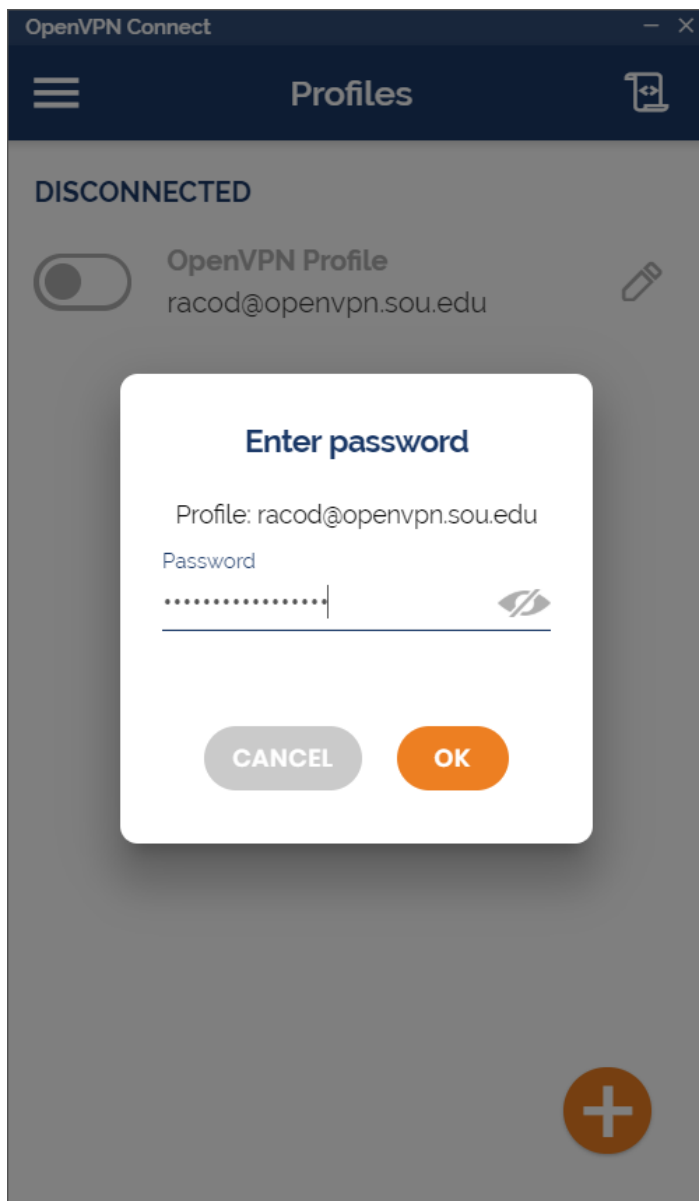 OpenVPN Connect
Profiles
DISCONNECTED
OpenVPN Profile
racod@openvpn.sou.edu
Enter password
Profile: racod@openvpn.sou.edu
Password
•••••••••••••••••
CANCEL
OK